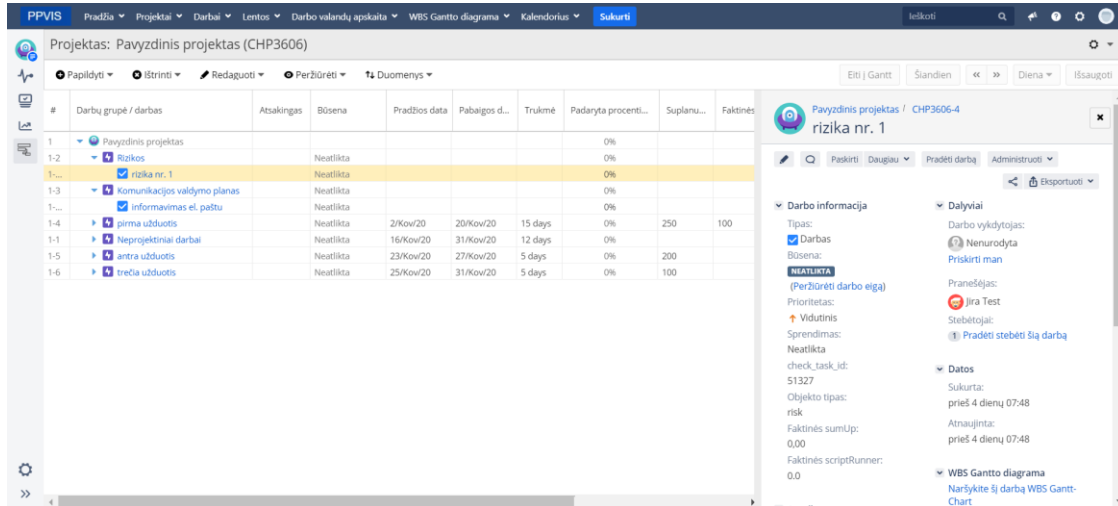 PPVIS Pradžia Projektai Darbai Lentos Darbo valandų apskaita WBS Gantto diagrama Kalendorius Sukurti Ieškoti
Projektas: Pavyzdinis projektas (CHP3606)
Papildyti Ištrinti Redaguoti Peržiūrėti Duomenys Eiti į Gantt Šiandien Diena Išsaugoti
# Darbų grupė / darbas Atsakingas Būsena Pradžios data Pabaigos d... Trukmė Padaryta procenti... Suplanu... Faktinės
1 Pavyzdinis projektas 0%
1-2 Rizikos Neatlikta 0%
1-... rizika nr. 1 Neatlikta 0%
1-3 Komunikacijos valdymo planas Neatlikta 0%
1-... informavimas el. paštu Neatlikta 0%
1-4 pirma užduotis Neatlikta 2/Kov/20 20/Kov/20 15 days 0% 250 100
1-1 Neprojektiniai darbai Neatlikta 16/Kov/20 31/Kov/20 12 days 0%
1-5 antra užduotis Neatlikta 23/Kov/20 27/Kov/20 5 days 0% 200
1-6 trečia užduotis Neatlikta 25/Kov/20 31/Kov/20 5 days 0% 100
Pavyzdinis projektas / CHP3606-4
rizika nr. 1
Paskirti Daugiau Pradėti darbą Administruoti
Eksportuoti
Darbo informacija
Tipas:
Darbas
Būsena:
NEATLIKTA
(Peržiūrėti darbo eigą)
Prioritetas:
Vidutinis
Sprendimas:
Neatlikta
check_task_id:
51327
Objekto tipas:
risk
Faktinės sumUp:
0,00
Faktinės scriptRunner:
0.0
Dalyviai
Darbo vykdytojas:
Nenurodyta
Priskirti man
Pranešėjas:
Jira Test
Stebėtojai:
1 Pradėti stebėti šią darbą
Datos
Sukurta:
prieš 4 dienų 07:48
Atnaujinta:
prieš 4 dienų 07:48
WBS Gantto diagrama
Naršykite šį darbą WBS Gantt-
Chart